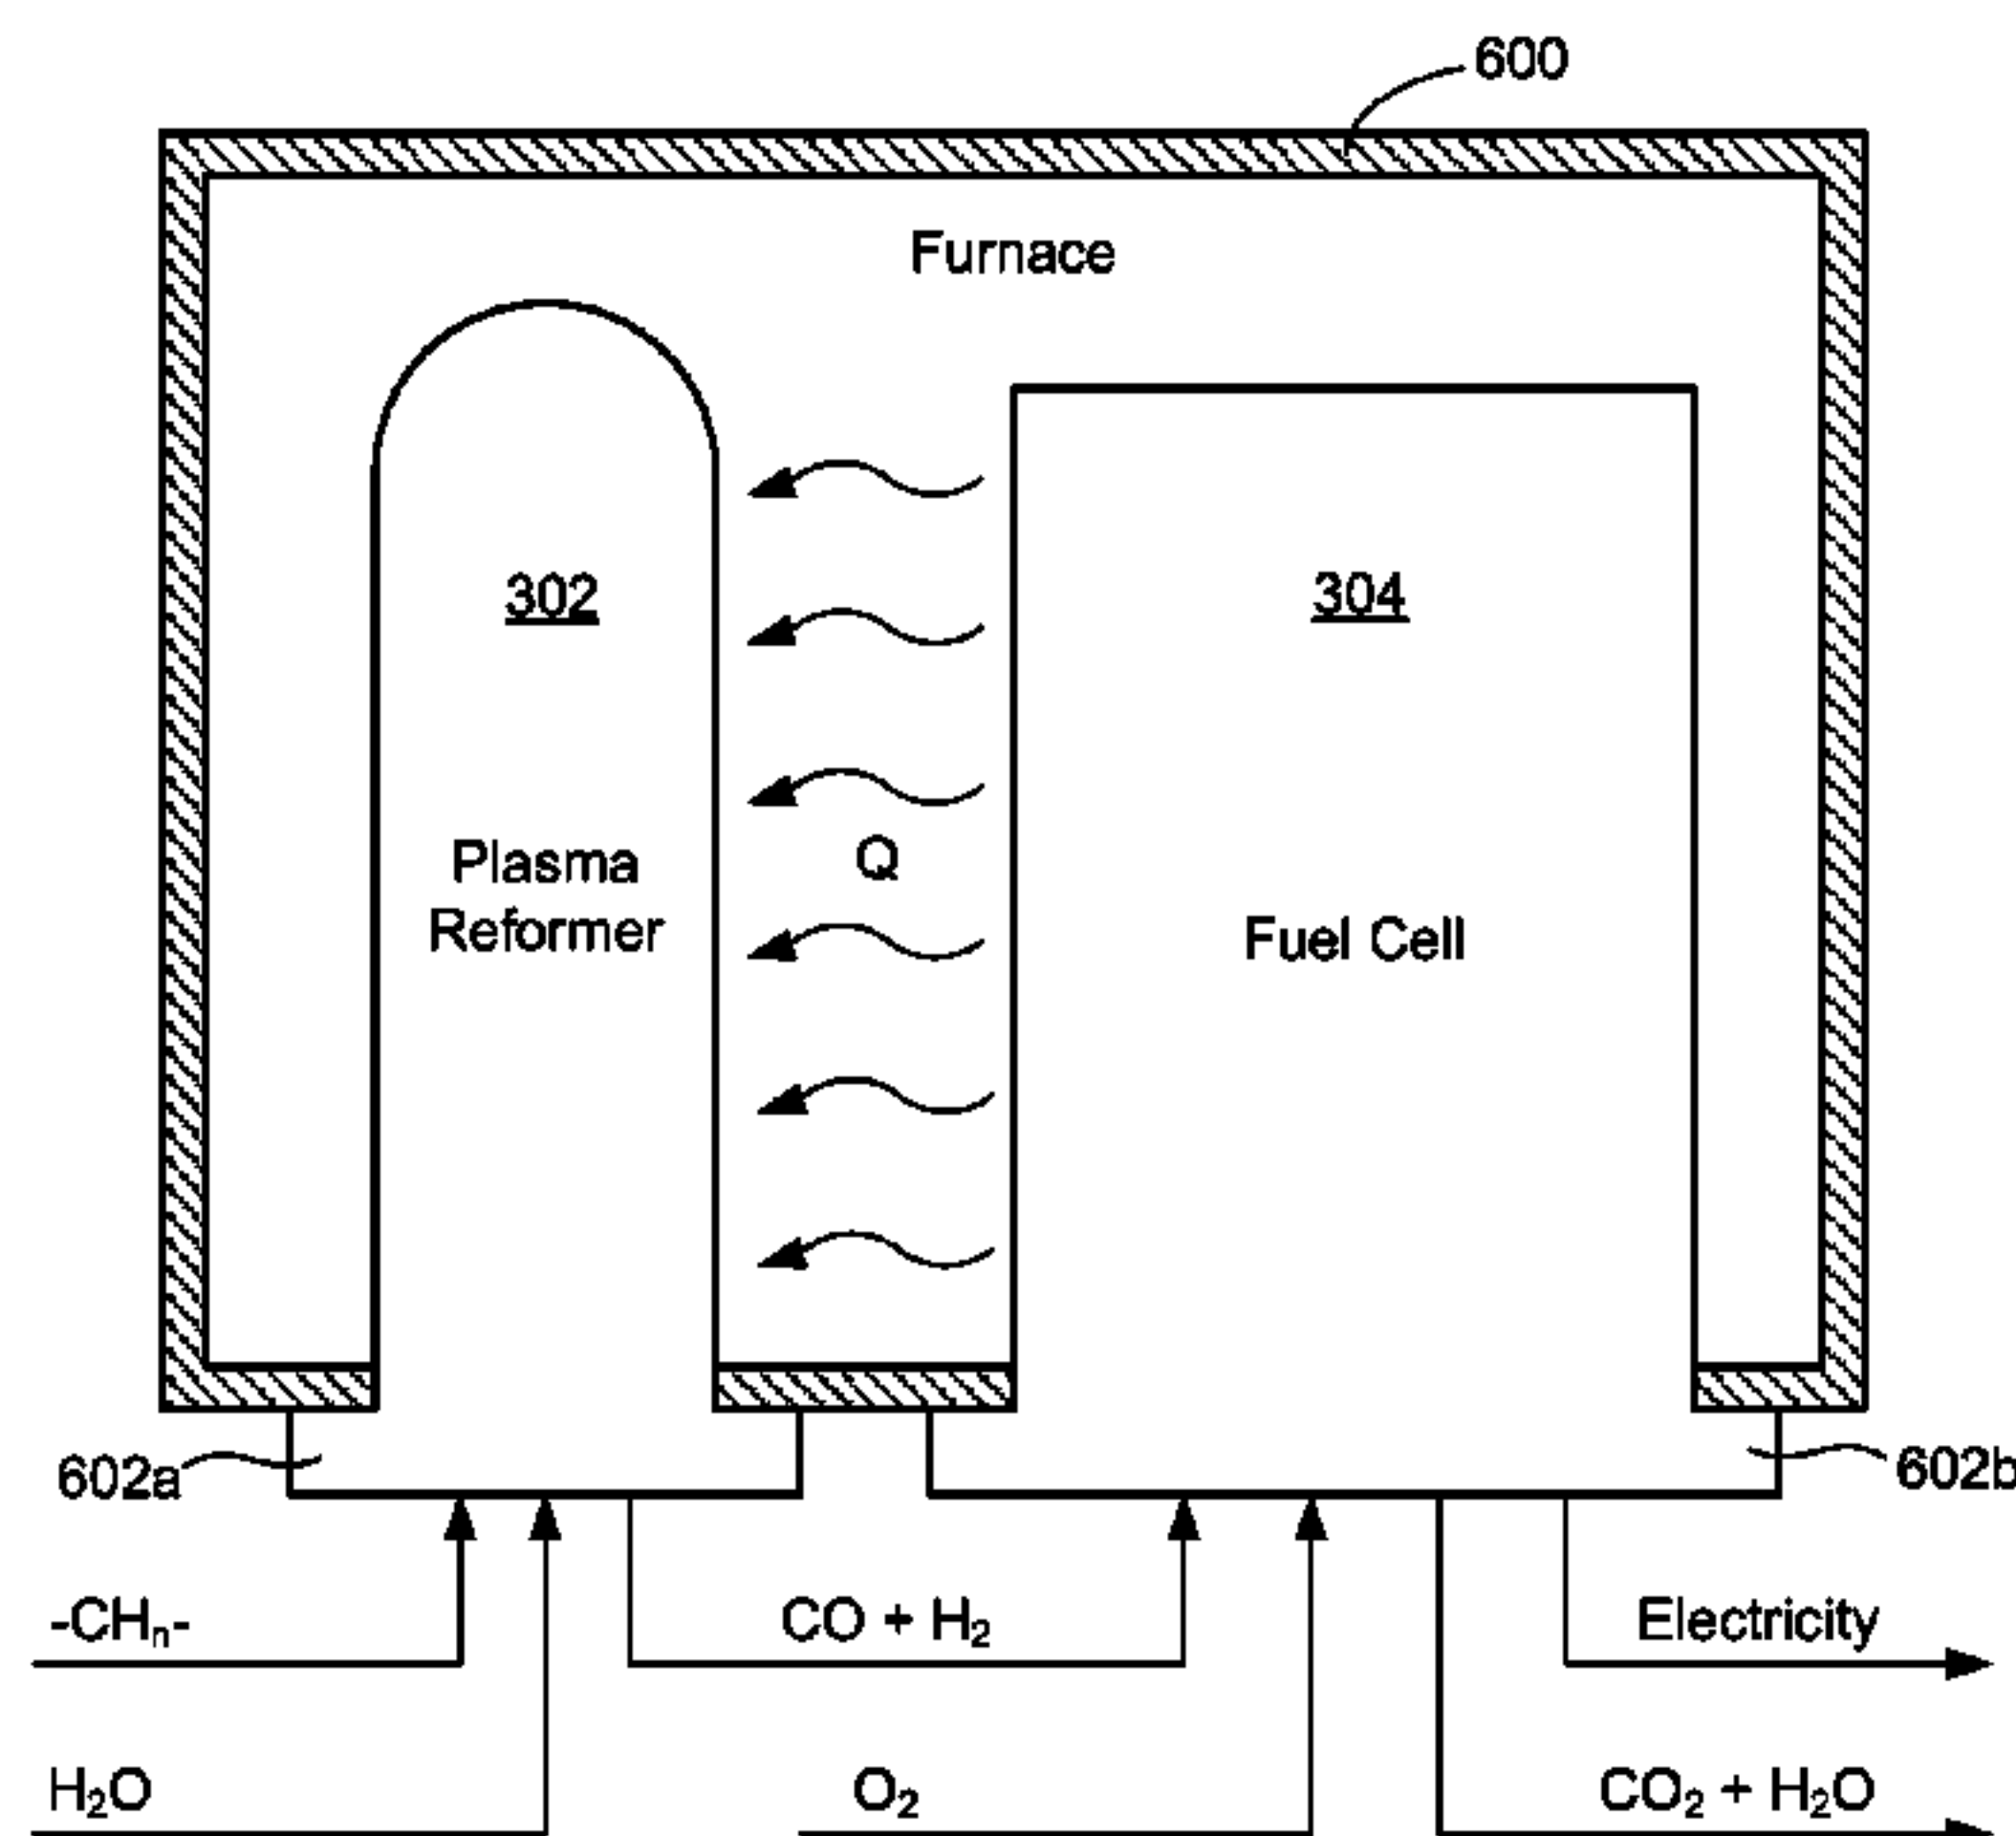 600
Furnace
302
304
Plasma
Reformer
Q
Fuel Cell
602a
602b
-CHₙ-
CO + H₂
Electricity
H₂O
O₂
CO₂ + H₂O